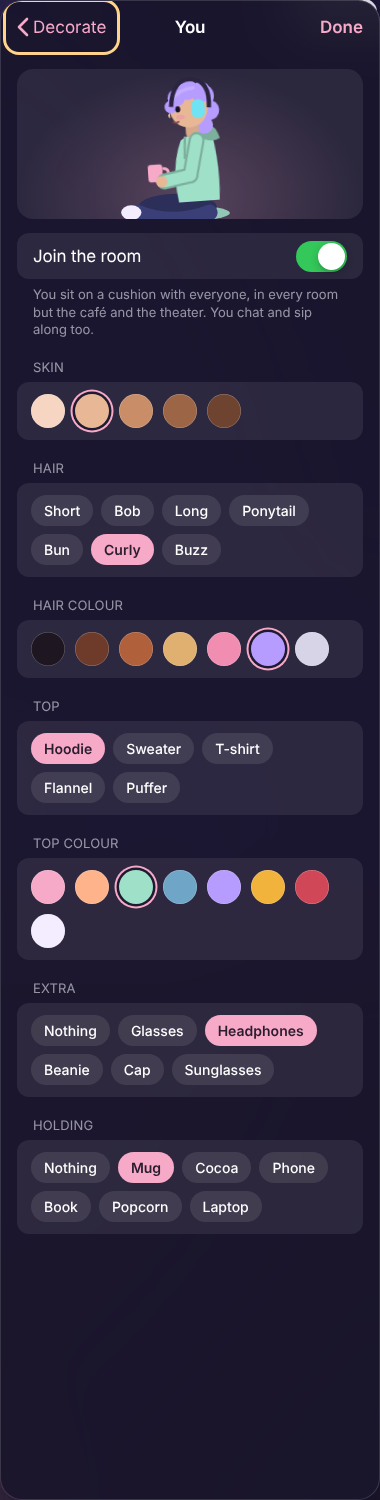 Decorate You Done
Join the room
You sit on a cushion with everyone, in every room
but the café and the theater. You chat and sip
along too.
SKIN
HAIR
Short Bob Long Ponytail
Bun Curly Buzz
HAIR COLOUR
TOP
Hoodie Sweater T-shirt
Flannel Puffer
TOP COLOUR
EXTRA
Nothing Glasses Headphones
Beanie Cap Sunglasses
HOLDING
Nothing Mug Cocoa Phone
Book Popcorn Laptop